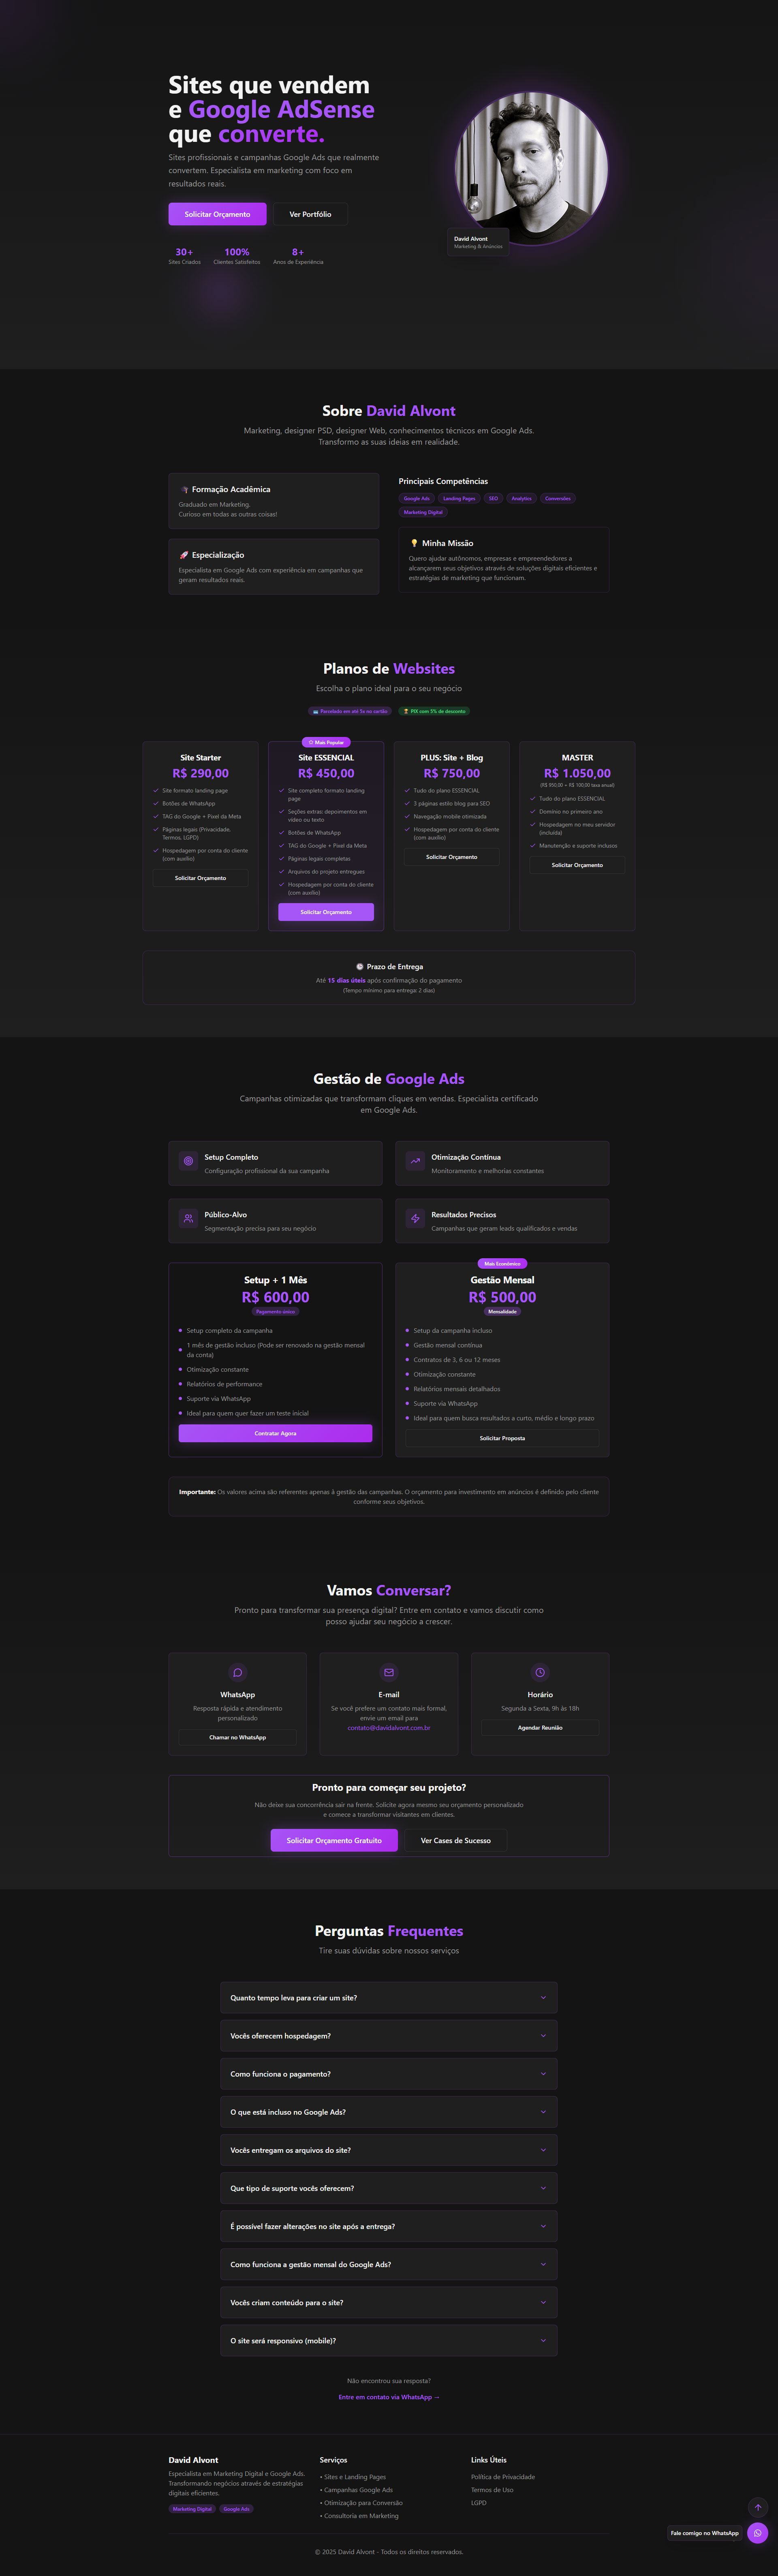 Sites que vendem
e Google AdSense
que converte.
Sites profissionais e campanhas Google Ads que realmente
convertem. Especialista em marketing com foco em
resultados reais.
Solicitar Orçamento
Ver Portfólio
30+
Sites Criados
100%
Clientes Satisfeitos
8+
Anos de Experiência
David Alvont
Marketing & Anúncios
Sobre David Alvont
Marketing, designer PSD, designer Web, conhecimentos técnicos em Google Ads.
Transformo as suas ideias em realidade.
Formação Acadêmica
Graduado em Marketing.
Curioso em todas as outras coisas!
Especialização
Especialista em Google Ads com experiência em campanhas que
geram resultados reais.
Principais Competências
Google Ads
Landing Pages
SEO
Analytics
Conversões
Marketing Digital
Minha Missão
Quero ajudar autônomos, empresas e empreendedores a
alcançarem seus objetivos através de soluções digitais eficientes e
estratégias de marketing que funcionam.
Planos de Websites
Escolha o plano ideal para o seu negócio
Parcelado em até 5x no cartão
PIX com 5% de desconto
Site Starter
R$ 290,00
Site formato landing page
Botões de WhatsApp
TAG do Google + Pixel da Meta
Páginas legais (Privacidade,
Termos, LGPD)
Hospedagem por conta do cliente
(com auxílio)
Solicitar Orçamento
Mais Popular
Site ESSENCIAL
R$ 450,00
Site completo formato landing
page
Seções extras: depoimentos em
vídeo ou texto
Botões de WhatsApp
TAG do Google + Pixel da Meta
Páginas legais completas
Arquivos do projeto entregues
Hospedagem por conta do cliente
(com auxílio)
Solicitar Orçamento
PLUS: Site + Blog
R$ 750,00
Tudo do plano ESSENCIAL
3 páginas estilo blog para SEO
Navegação mobile otimizada
Hospedagem por conta do cliente
(com auxílio)
Solicitar Orçamento
MASTER
R$ 1.050,00
(R$ 950,00 + R$ 100,00 taxa anual)
Tudo do plano ESSENCIAL
Domínio no primeiro ano
Hospedagem no meu servidor
(incluída)
Manutenção e suporte inclusos
Solicitar Orçamento
Prazo de Entrega
Até 15 dias úteis após confirmação do pagamento
(Tempo mínimo para entrega: 2 dias)
Gestão de Google Ads
Campanhas otimizadas que transformam cliques em vendas. Especialista certificado
em Google Ads.
Setup Completo
Configuração profissional da sua campanha
Otimização Contínua
Monitoramento e melhorias constantes
Público-Alvo
Segmentação precisa para seu negócio
Resultados Precisos
Campanhas que geram leads qualificados e vendas
Setup + 1 Mês
R$ 600,00
Pagamento único
Setup completo da campanha
1 mês de gestão incluso (Pode ser renovado na gestão mensal
da conta)
Otimização constante
Relatórios de performance
Suporte via WhatsApp
Ideal para quem quer fazer um teste inicial
Contratar Agora
Mais Econômico
Gestão Mensal
R$ 500,00
Mensalidade
Setup da campanha incluso
Gestão mensal contínua
Contratos de 3, 6 ou 12 meses
Otimização constante
Relatórios mensais detalhados
Suporte via WhatsApp
Ideal para quem busca resultados a curto, médio e longo prazo
Solicitar Proposta
Importante: Os valores acima são referentes apenas à gestão das campanhas. O orçamento para investimento em anúncios é definido pelo cliente
conforme seus objetivos.
Vamos Conversar?
Pronto para transformar sua presença digital? Entre em contato e vamos discutir como
posso ajudar seu negócio a crescer.
WhatsApp
Resposta rápida e atendimento
personalizado
Chamar no WhatsApp
E-mail
Se você prefere um contato mais formal,
envie um email para
contato@davidalvont.com.br
Horário
Segunda a Sexta, 9h às 18h
Agendar Reunião
Pronto para começar seu projeto?
Não deixe sua concorrência sair na frente. Solicite agora mesmo seu orçamento personalizado
e comece a transformar visitantes em clientes.
Solicitar Orçamento Gratuito
Ver Cases de Sucesso
Perguntas Frequentes
Tire suas dúvidas sobre nossos serviços
Quanto tempo leva para criar um site?
Vocês oferecem hospedagem?
Como funciona o pagamento?
O que está incluso no Google Ads?
Vocês entregam os arquivos do site?
Que tipo de suporte vocês oferecem?
É possível fazer alterações no site após a entrega?
Como funciona a gestão mensal do Google Ads?
Vocês criam conteúdo para o site?
O site será responsivo (mobile)?
Não encontrou sua resposta?
Entre em contato via WhatsApp →
David Alvont
Especialista em Marketing Digital e Google Ads.
Transformando negócios através de estratégias
digitais eficientes.
Marketing Digital
Google Ads
Serviços
• Sites e Landing Pages
• Campanhas Google Ads
• Otimização para Conversão
• Consultoria em Marketing
Links Úteis
Política de Privacidade
Termos de Uso
LGPD
Fale comigo no WhatsApp
© 2025 David Alvont - Todos os direitos reservados.